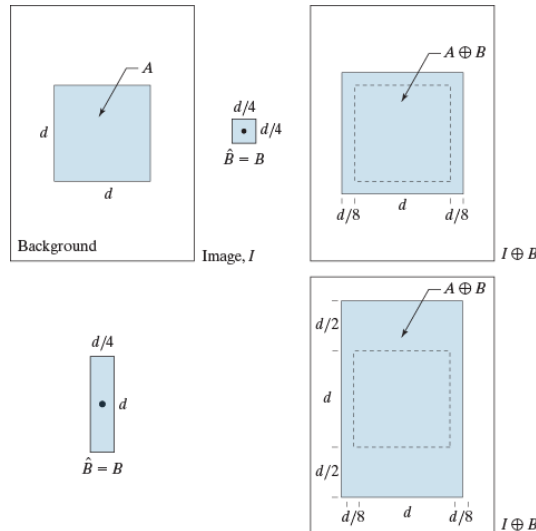 A
d
d
Background
Image, I
d/4
d/4
B̂ = B
A ⊕ B
d/8
d
d/8
I ⊕ B
d/4
d
B̂ = B
A ⊕ B
d/2
d
d/2
d/8
d
d/8
I ⊕ B